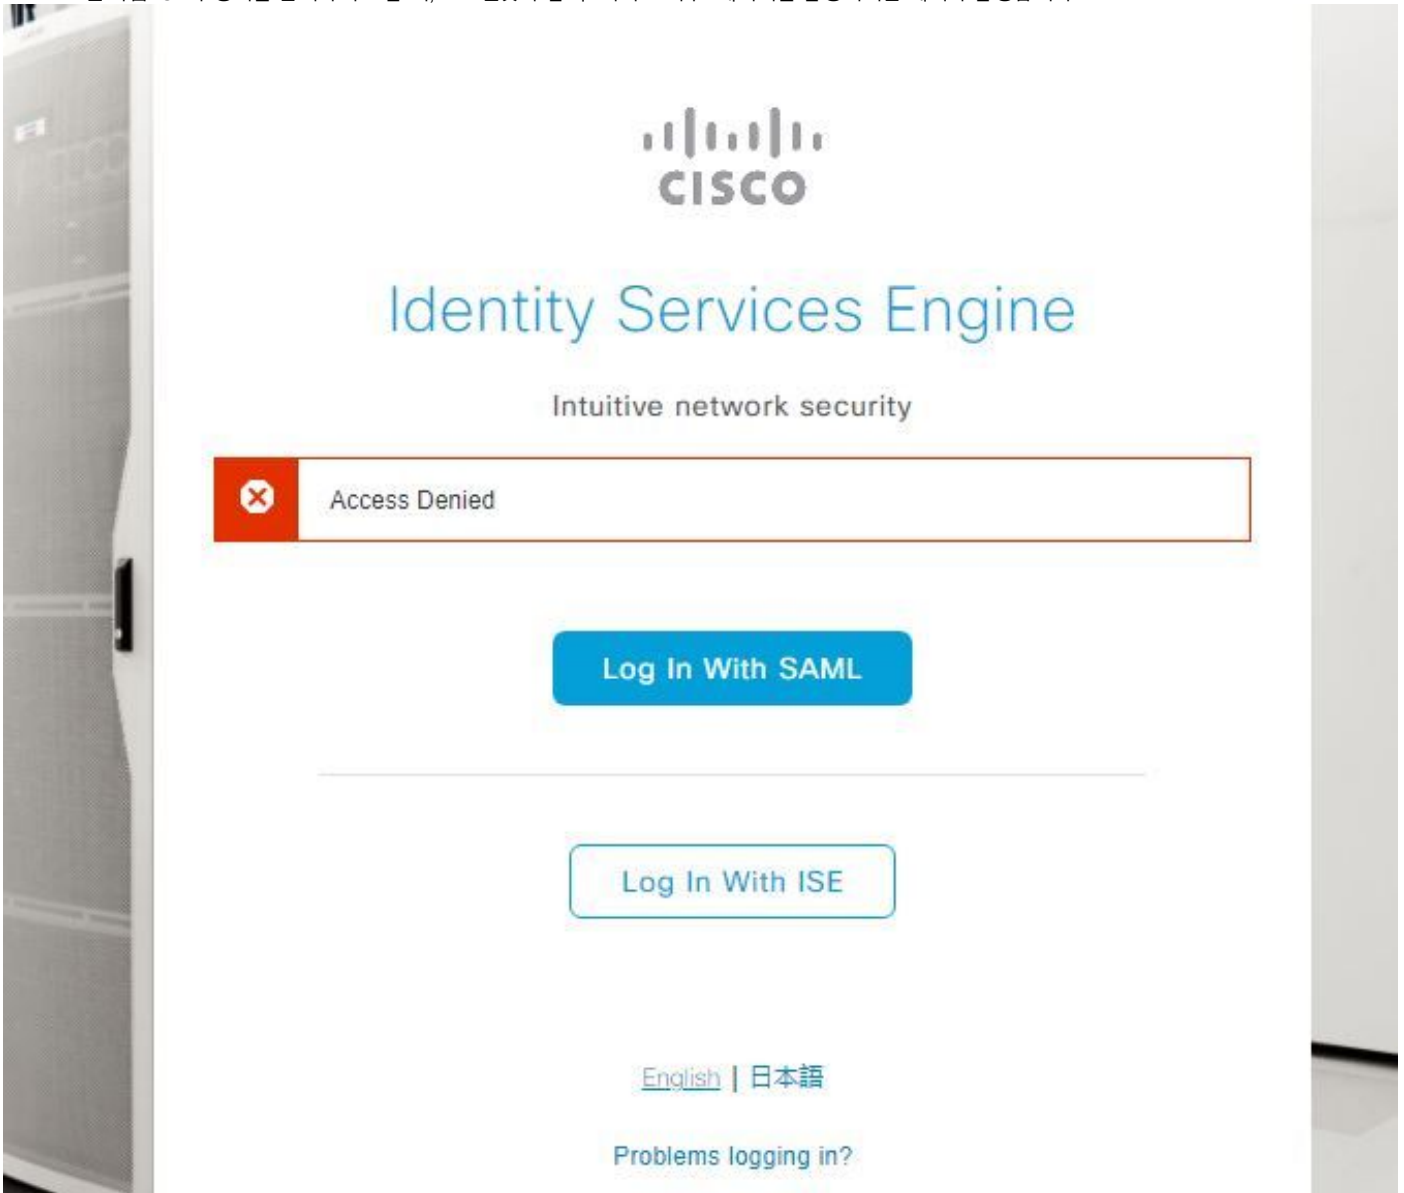 CISCO
Identity Services Engine
Intuitive network security
Access Denied
Log In With SAML
Log In With ISE
English | 日本語
Problems logging in?